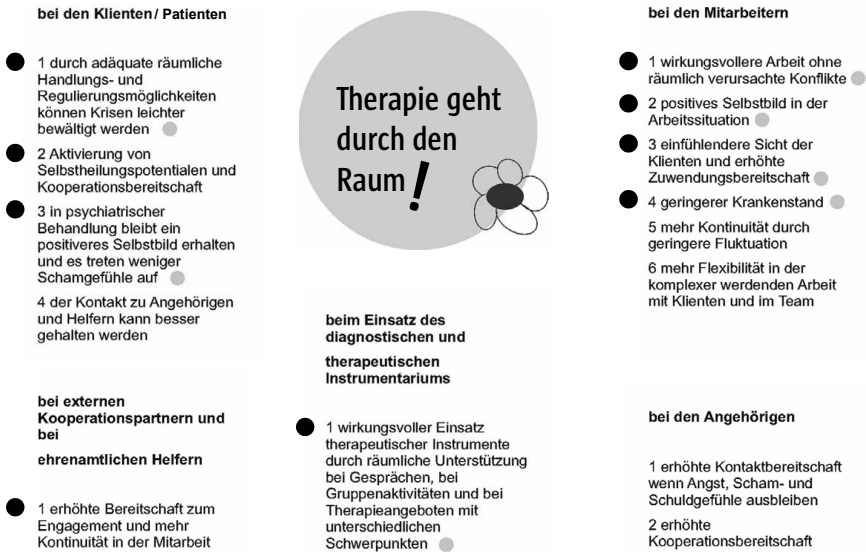 bei den Klienten/ Patienten
1 durch adäquate räumliche
Handlungs- und
Regulierungsmöglichkeiten
können Krisen leichter
bewältigt werden
2 Aktivierung von
Selbstheilungspotentialen und
Kooperationsbereitschaft
3 in psychiatrischer
Behandlung bleibt ein
positiveres Selbstbild erhalten
und es treten weniger
Schamgefühle auf
4 der Kontakt zu Angehörigen
und Helfern kann besser
gehalten werden
Therapie geht
durch den
Raum!
bei den Mitarbeitern
1 wirkungsvollere Arbeit ohne
räumlich verursachte Konflikte
2 positives Selbstbild in der
Arbeitssituation
3 einfühlendere Sicht der
Klienten und erhöhte
Zuwendungsbereitschaft
4 geringerer Krankenstand
5 mehr Kontinuität durch
geringere Fluktuation
6 mehr Flexibilität in der
komplexer werdenden Arbeit
mit Klienten und im Team
bei externen
Kooperationspartnern und
bei
ehrenamtlichen Helfern
1 erhöhte Bereitschaft zum
Engagement und mehr
Kontinuität in der Mitarbeit
beim Einsatz des
diagnostischen und
therapeutischen
Instrumentariums
1 wirkungsvoller Einsatz
therapeutischer Instrumente
durch räumliche Unterstützung
bei Gesprächen, bei
Gruppenaktivitäten und bei
Therapieangeboten mit
unterschiedlichen
Schwerpunkten
bei den Angehörigen
1 erhöhte Kontaktbereitschaft
wenn Angst, Scham- und
Schuldgefühle ausbleiben
2 erhöhte
Kooperationsbereitschaft